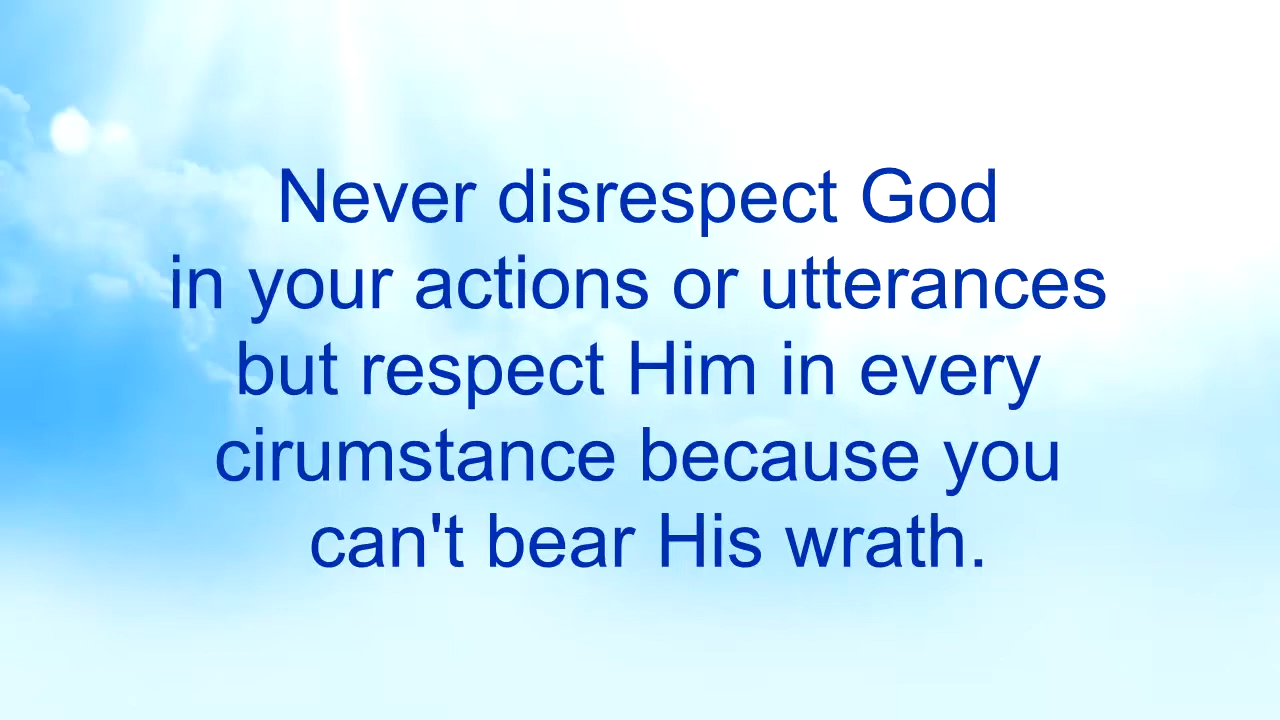 Never disrespect God
in your actions or utterances
but respect Him in every
cirumstance because you
can't bear His wrath.